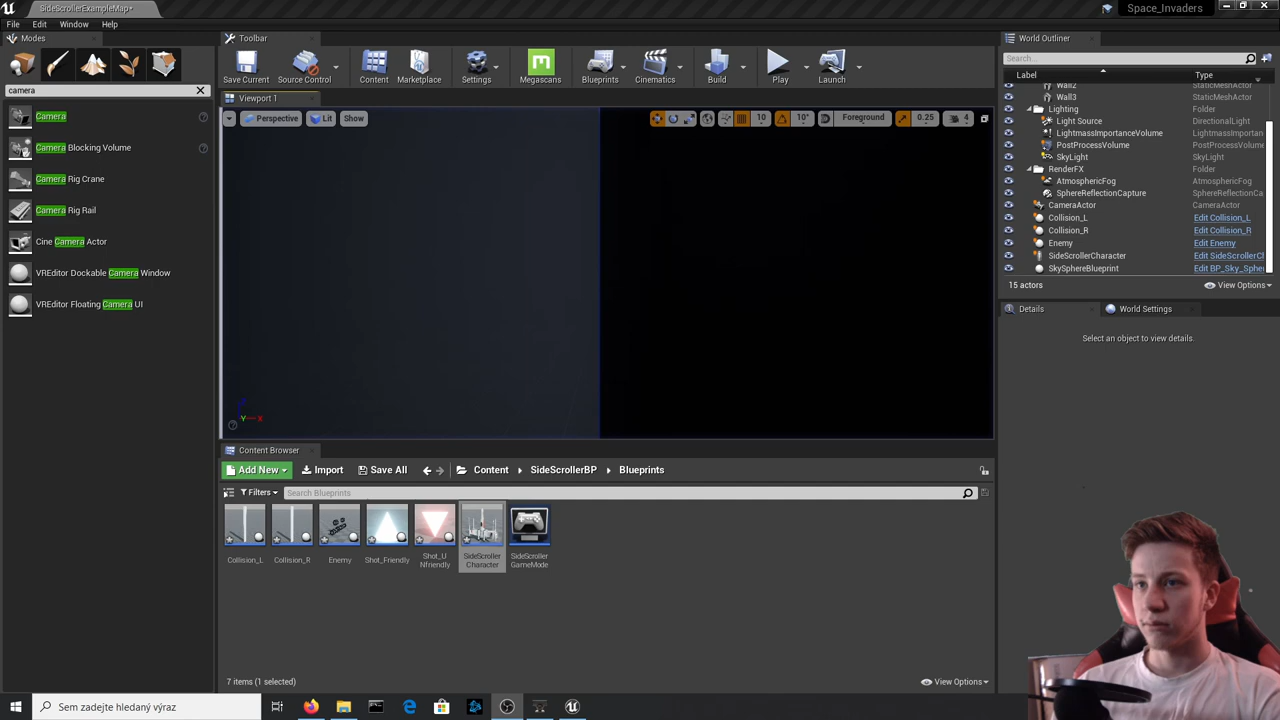 SideScrollerExampleMap*
Space_Invaders
File Edit Window Help
Modes
Toolbar
World Outliner
camera
Save Current
Source Control
Content
Marketplace
Settings
Megascans
Blueprints
Cinematics
Build
Play
Launch
Search...
Label
Type
Wall2 StaticMeshActor
Wall3 StaticMeshActor
Lighting Folder
Light Source DirectionalLight
LightmassImportanceVolume LightmassImportan
PostProcessVolume PostProcessVolum
SkyLight SkyLight
RenderFX Folder
AtmosphericFog AtmosphericFog
SphereReflectionCapture SphereReflectionCa
CameraActor CameraActor
Collision_L Edit Collision_L
Collision_R Edit Collision_R
Enemy Edit Enemy
SideScrollerCharacter Edit SideScrollerCl
SkySphereBlueprint Edit BP_Sky_Sphe
15 actors
View Options
Camera
Camera Blocking Volume
Camera Rig Crane
Camera Rig Rail
Cine Camera Actor
VREditor Dockable Camera Window
VREditor Floating Camera UI
Viewport 1
Perspective
Lit
Show
10
10°
Foreground
0.25
4
Details
World Settings
Select an object to view details.
Content Browser
Add New
Import
Save All
Content
SideScrollerBP
Blueprints
Filters
Search Blueprints
Collision_L
Collision_R
Enemy
Shot_Friendly
Shot_U
Nfriendly
SideScroller
Character
SideScroller
GameMode
7 items (1 selected)
View Options
Sem zadejte hledaný výraz